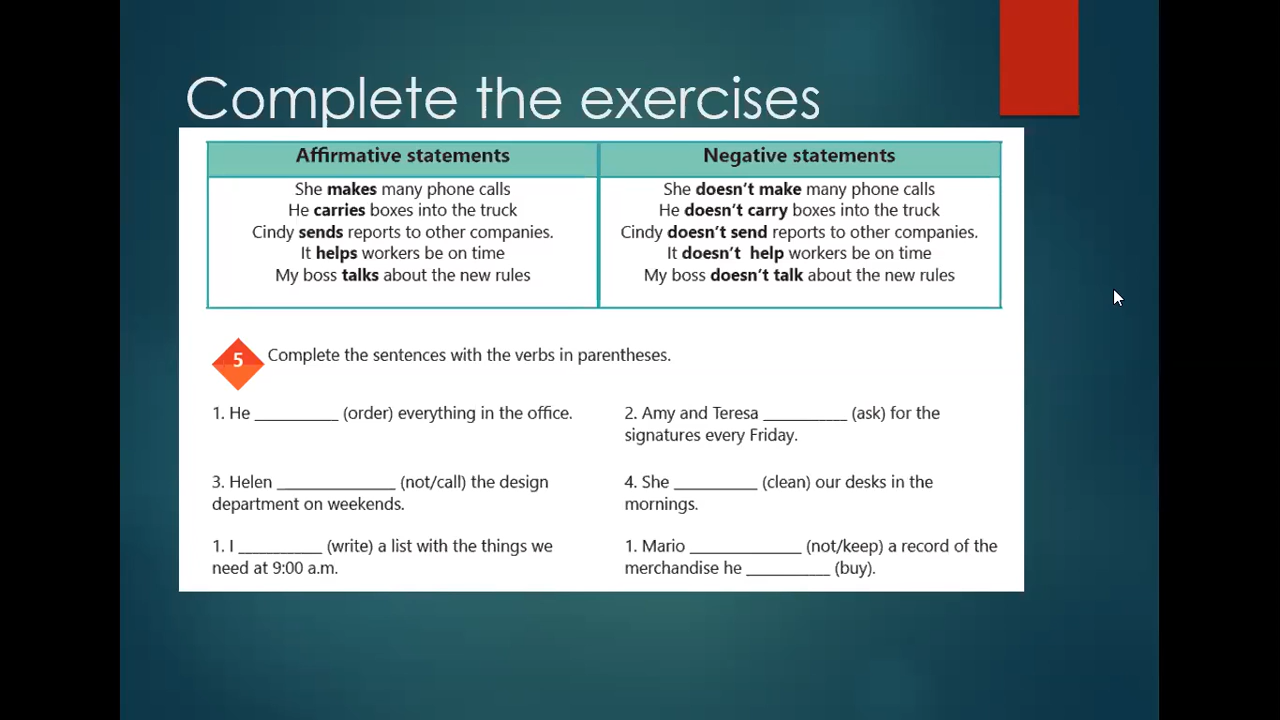 Complete the exercises
Affirmative statements
She makes many phone calls
He carries boxes into the truck
Cindy sends reports to other companies.
It helps workers be on time
My boss talks about the new rules
Negative statements
She doesn't make many phone calls
He doesn't carry boxes into the truck
Cindy doesn't send reports to other companies.
It doesn't help workers be on time
My boss doesn't talk about the new rules
5 Complete the sentences with the verbs in parentheses.
1. He __________ (order) everything in the office.
2. Amy and Teresa __________ (ask) for the
signatures every Friday.
3. Helen ______________ (not/call) the design
department on weekends.
4. She __________ (clean) our desks in the
mornings.
1. I __________ (write) a list with the things we
need at 9:00 a.m.
1. Mario _____________ (not/keep) a record of the
merchandise he __________ (buy).